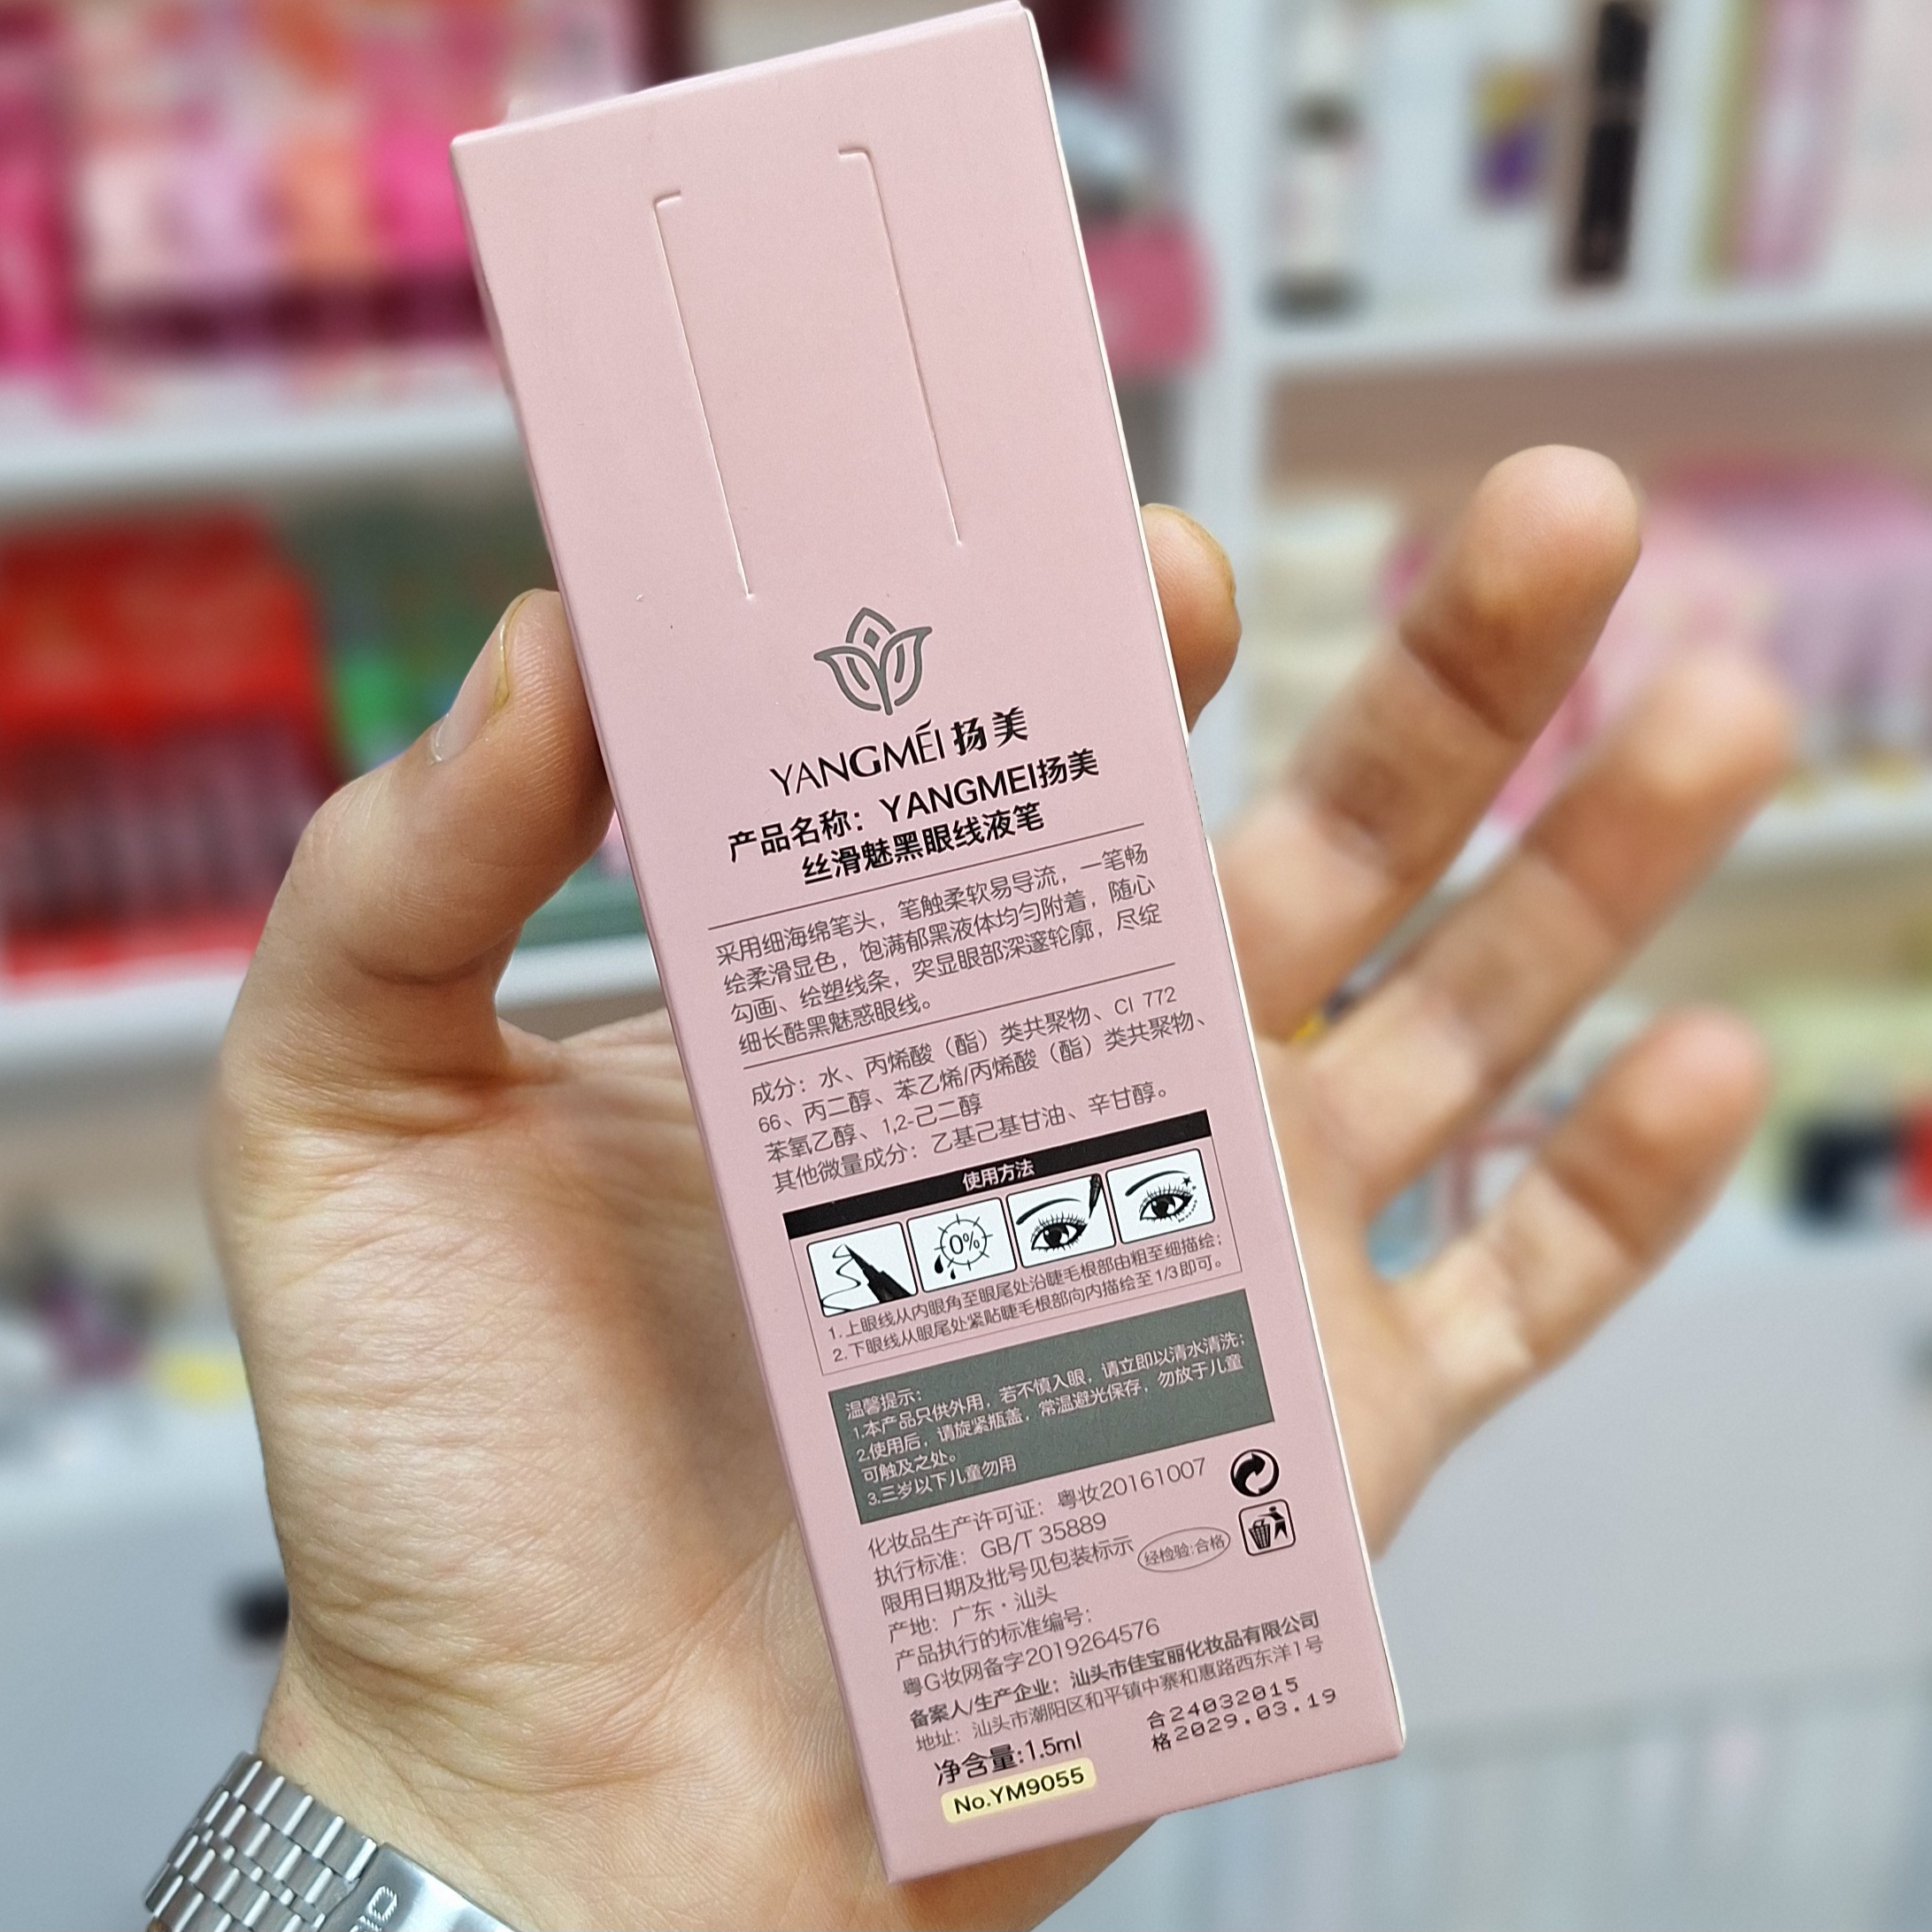 YANGMÉI 扬美
产品名称：YANGMEI扬美
丝滑魅黑眼线液笔
采用细海绵笔头，笔触柔软易导流，一笔畅
绘柔滑显色，饱满郁黑液体均匀附着，随心
勾画、绘塑线条，突显眼部深邃轮廓，尽绽
细长酷黑魅惑眼线。
成分：水、丙烯酸（酯）类共聚物、CI 772
66、丙二醇、苯乙烯/丙烯酸（酯）类共聚物、
苯氧乙醇、1,2-己二醇
其他微量成分：乙基己基甘油、辛甘醇。
使用方法
0%
1.上眼线从内眼角至眼尾处沿睫毛根部由粗至细描绘；
2.下眼线从眼尾处紧贴睫毛根部向内描绘至1/3即可。
温馨提示：
1.本产品只供外用，若不慎入眼，请立即以清水清洗；
2.使用后，请旋紧瓶盖，常温避光保存，勿放于儿童
可触及之处。
3.三岁以下儿童勿用
化妆品生产许可证：粤妆20161007
执行标准：GB/T 35889
限用日期及批号见包装标示
经检验:合格
产地：广东·汕头
产品执行的标准编号：
粤G妆网备字2019264576
备案人/生产企业：汕头市佳宝丽化妆品有限公司
地址：汕头市潮阳区和平镇中寨和惠路西东洋1号
净含量:1.5ml
合24032015
格2029.03.19
No.YM9055